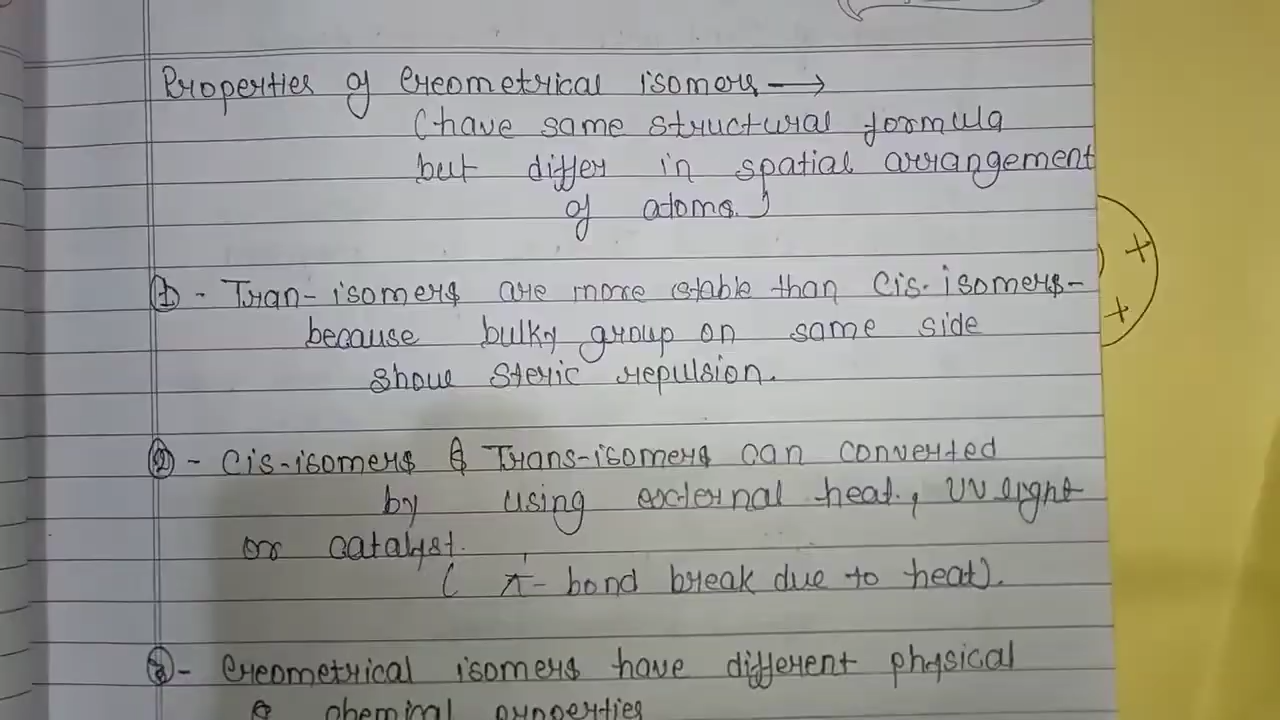 Properties of Geometrical isomers →
(have same structural formula
but differ in spatial arrangement
of atoms.)
① - Tran-isomers are more stable than Cis-isomers-
because bulky group on same side
show steric repulsion.
② - Cis-isomers & Trans-isomers can converted
by using external heat, UV light
or catalyst.
( π- bond break due to heat).
③ - Geometrical isomers have different physical
& chemical properties
+
+